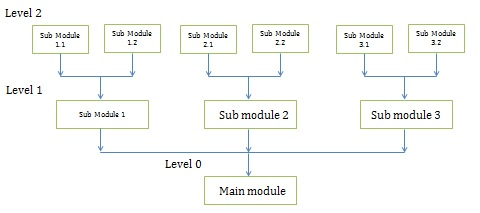 Level 2
Sub Module
1.1
Sub Module
1.2
Sub Module
2.1
Sub Module
2.2
Sub Module
3.1
Sub Module
3.2
Level 1
Sub Module 1
Sub module 2
Sub module 3
Level 0
Main module